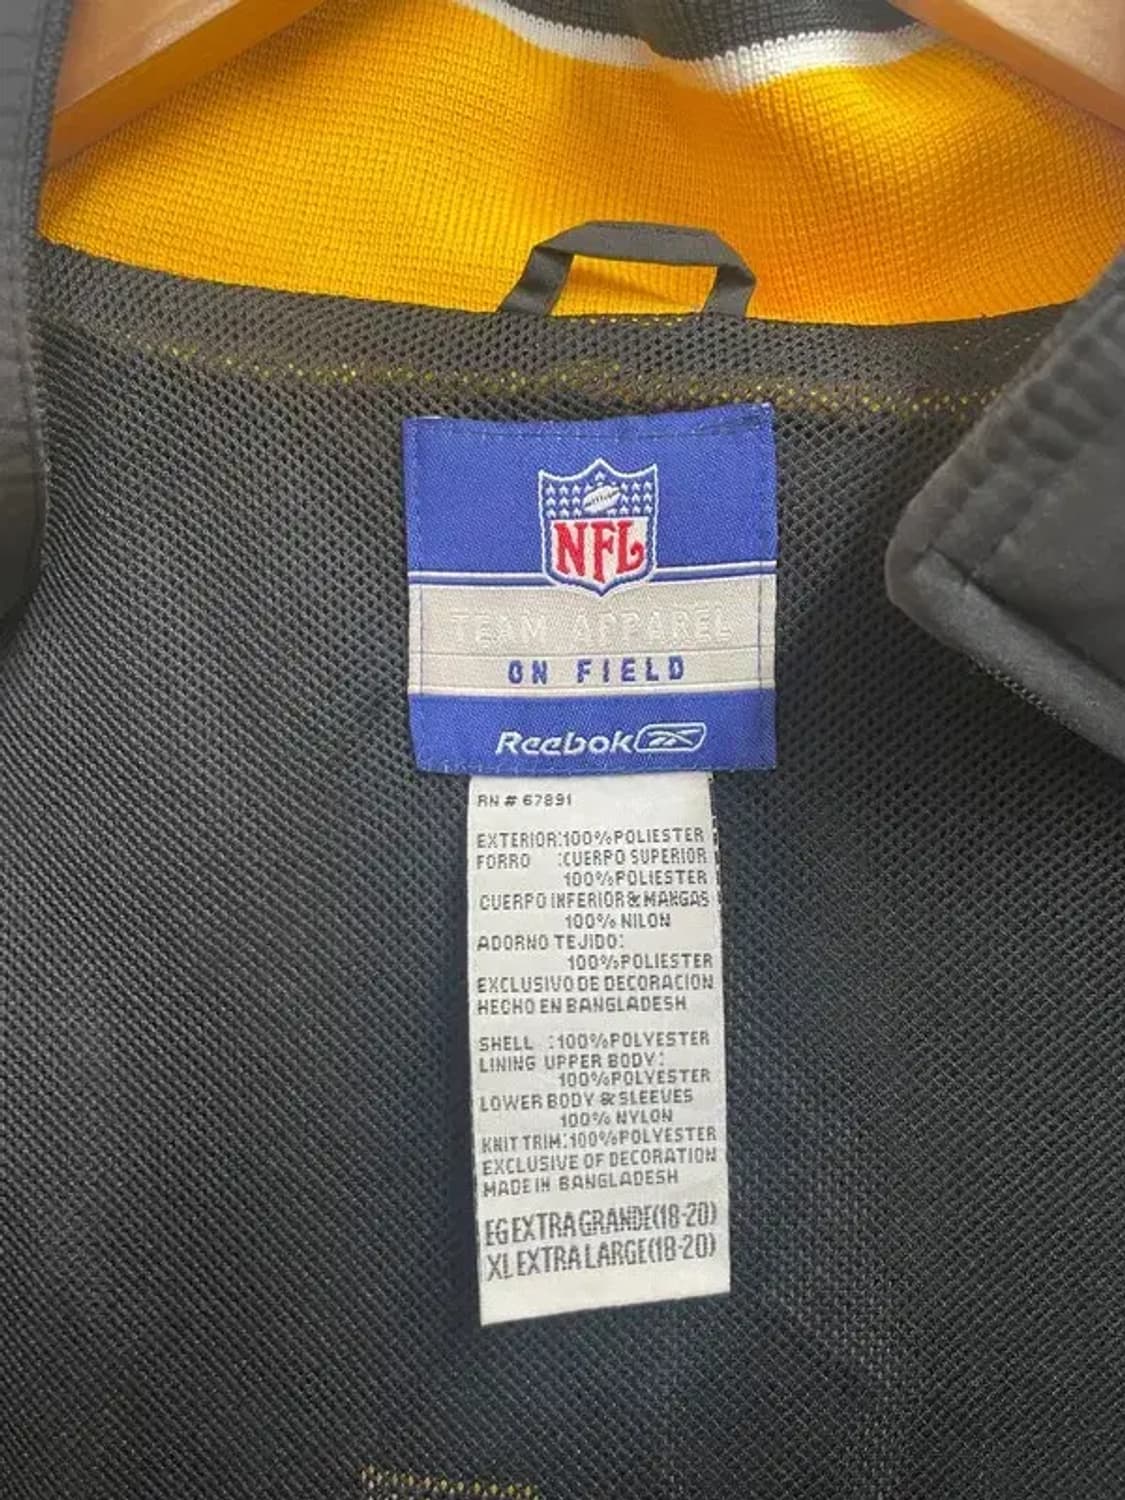 NFL
TEAM APPAREL
ON FIELD
Reebok
RN # 67891
EXTERIOR:100%POLIESTER
FORRO :CUERPO SUPERIOR
100%POLIESTER
CUERPO INFERIOR& MANGAS
100% NILON
ADORNO TEJIDO:
100%POLIESTER
EXCLUSIVO DE DECORACION
HECHO EN BANGLADESH
SHELL :100%POLYESTER
LINING UPPER BODY:
100%POLYESTER
LOWER BODY & SLEEVES
100% NYLON
KNIT TRIM:100%POLYESTER
EXCLUSIVE OF DECORATION
MADE IN BANGLADESH
EG EXTRA GRANDE(18-20)
XL EXTRA LARGE(18-20)